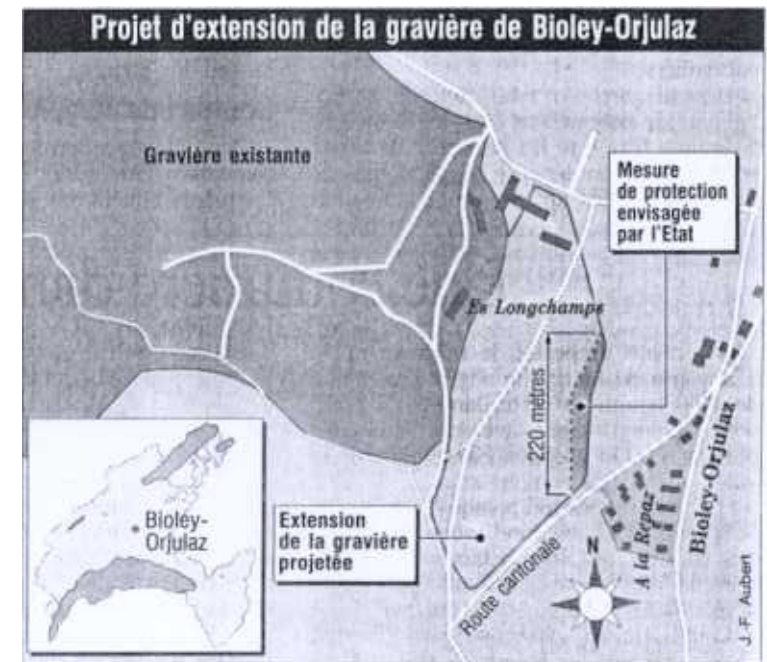 Projet d'extension de la gravière de Bioley-Orjulaz
Gravière existante
Mesure
de protection
envisagée
par l'Etat
Es Longchamps
220 mètres
Bioley-
Orjulaz
Extension
de la gravière
projetée
Route cantonale
N
A la Repaz
Bioley-Orjulaz
J.-F. Aubert